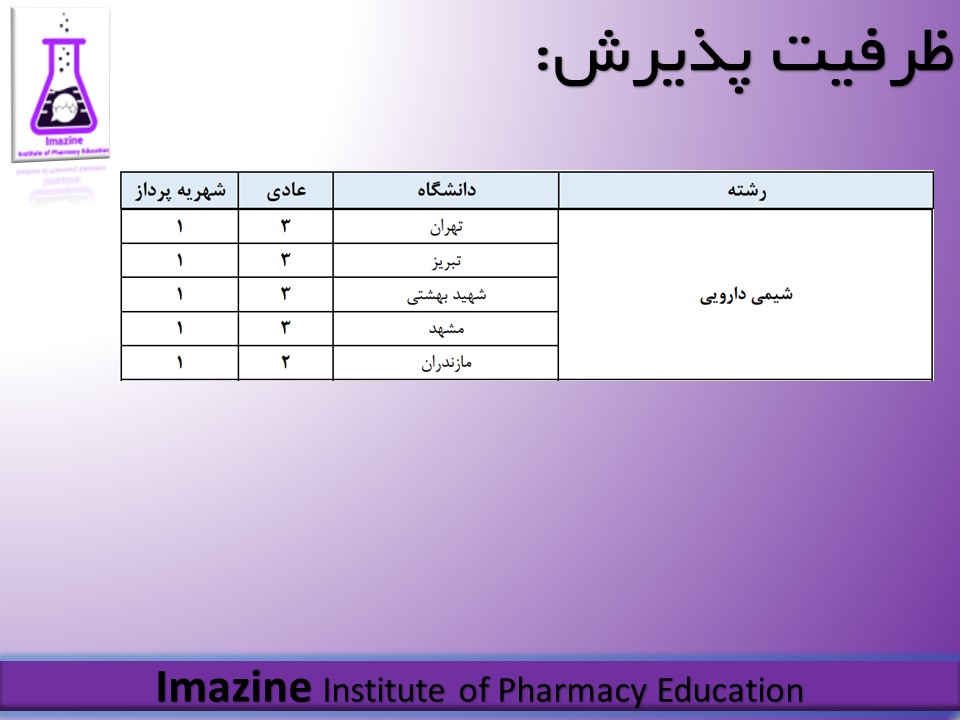 ظرفیت پذیرش:
Imazine
Institute of Pharmacy Education
رشته دانشگاه عادی شهریه پرداز
شیمی دارویی
تهران ۳ ۱
تبریز ۳ ۱
شهید بهشتی ۳ ۱
مشهد ۳ ۱
مازندران ۲ ۱
Imazine Institute of Pharmacy Education